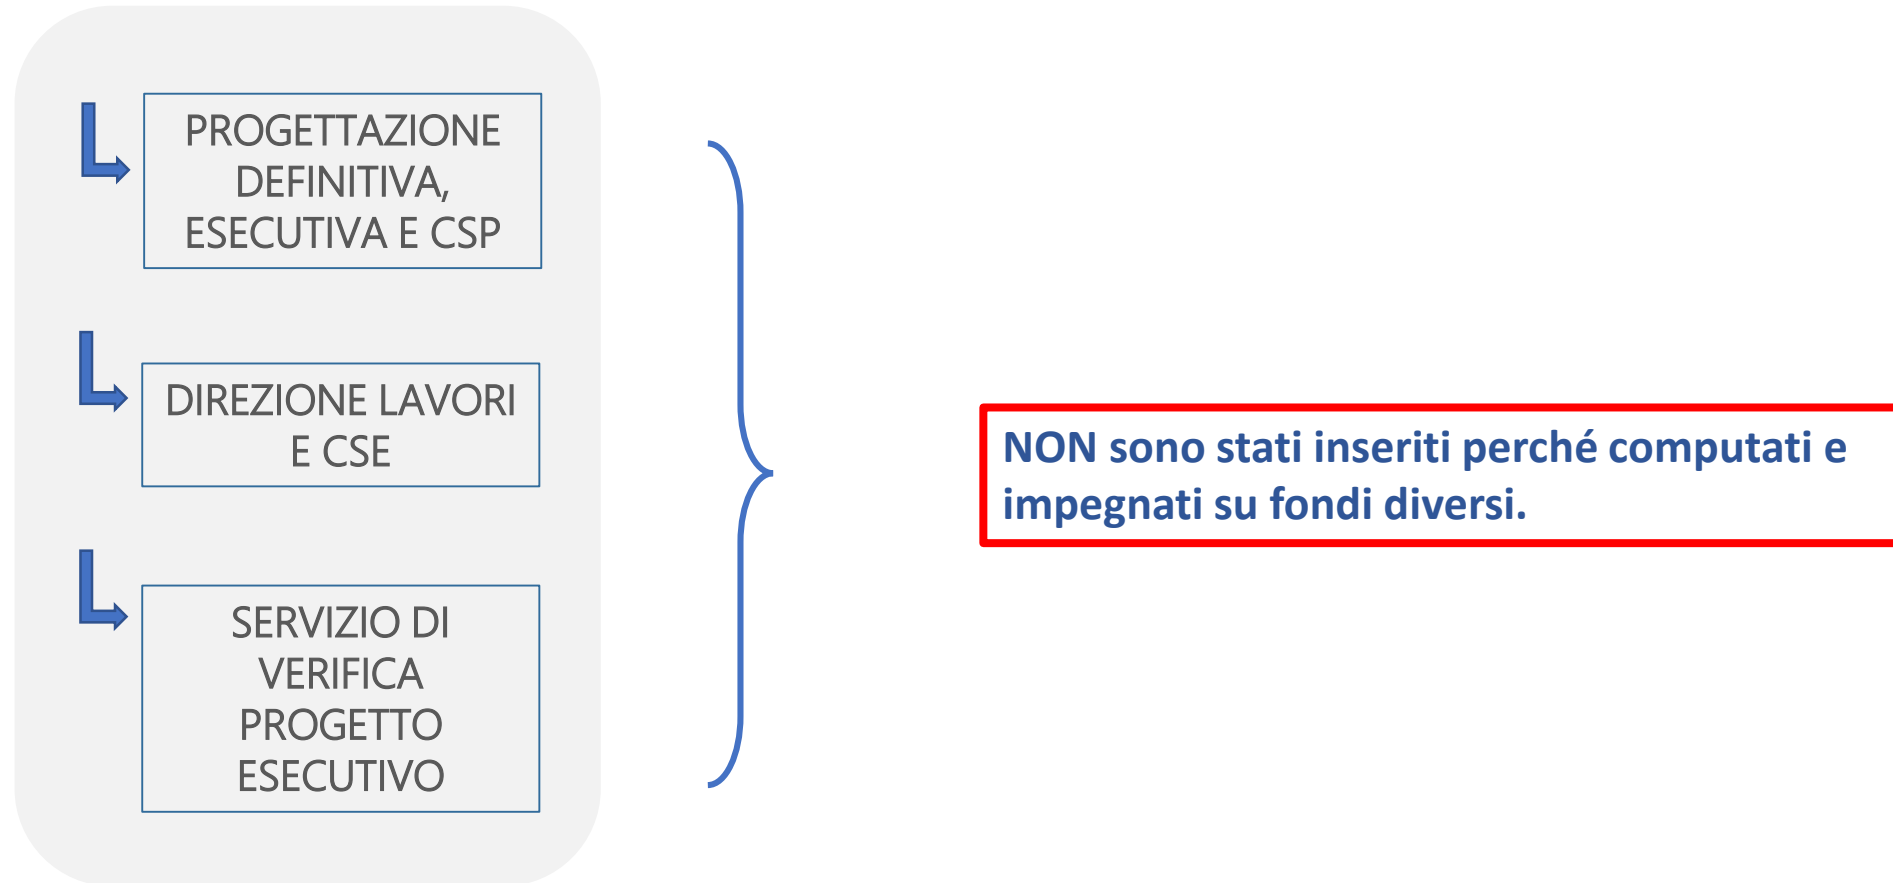 PROGETTAZIONE
DEFINITIVA,
ESECUTIVA E CSP
DIREZIONE LAVORI
E CSE
SERVIZIO DI
VERIFICA
PROGETTO
ESECUTIVO
NON sono stati inseriti perché computati e
impegnati su fondi diversi.